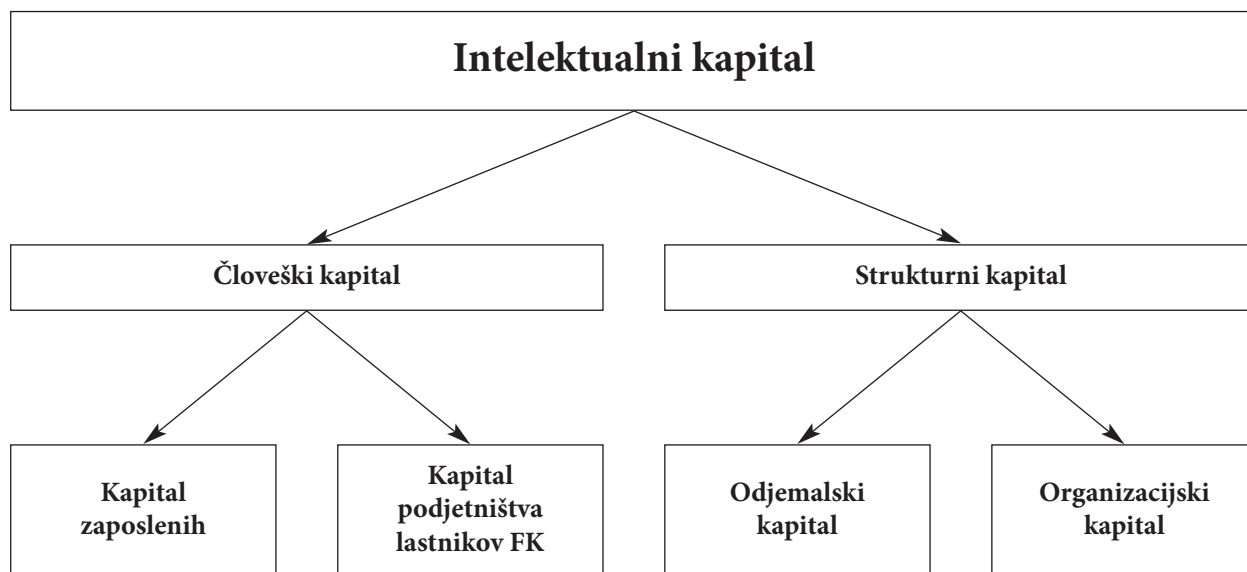 Intelektualni kapital
Človeški kapital
Strukturni kapital
Kapital
zaposlenih
Kapital
podjetništva
lastnikov FK
Odjemalski
kapital
Organizacijski
kapital